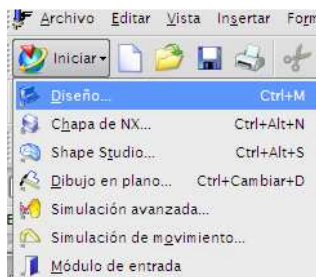 Archivo Editar Vista Insertar Form
Iniciar
Diseño... Ctrl+M
Chapa de NX... Ctrl+Alt+N
Shape Studio... Ctrl+Alt+S
Dibujo en plano... Ctrl+Cambiar+D
Simulación avanzada...
Simulación de movimiento...
Módulo de entrada